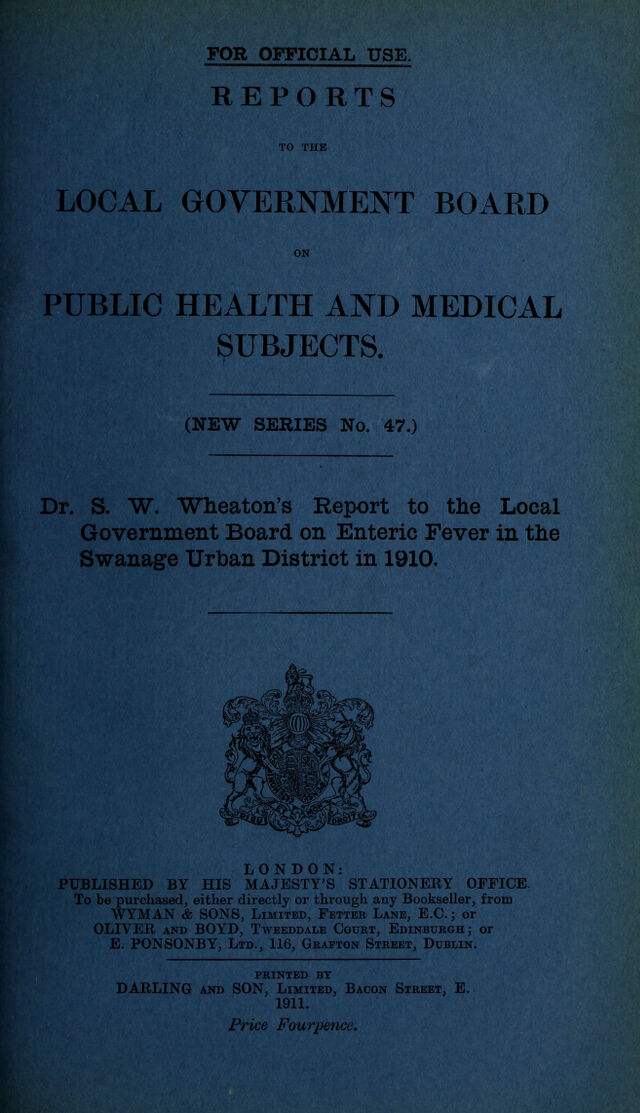 FOR OFFICIAL USE.
REPORTS
TO THE
LOCAL GOVERNMENT BOARD
ON
PUBLIC HEALTH AND MEDICAL
SUBJECTS.
(NEW SERIES No. 47.)
Dr. S. W. Wheaton's Report to the Local
Government Board on Enteric Fever in the
Swanage Urban District in 1910.
LONDON:
PUBLISHED BY HIS MAJESTY'S STATIONERY OFFICE.
To be purchased, either directly or through any Bookseller, from
WYMAN & SONS, LIMITED, FETTER LANE, E.C.; or
OLIVER AND BOYD, TWEEDDALE COURT, EDINBURGH; or
E. PONSONBY, LTD., 116, GRAFTON STREET, DUBLIN.
PRINTED BY
DARLING AND SON, LIMITED, BACON STREET, E.
1911.
Price Fourpence.